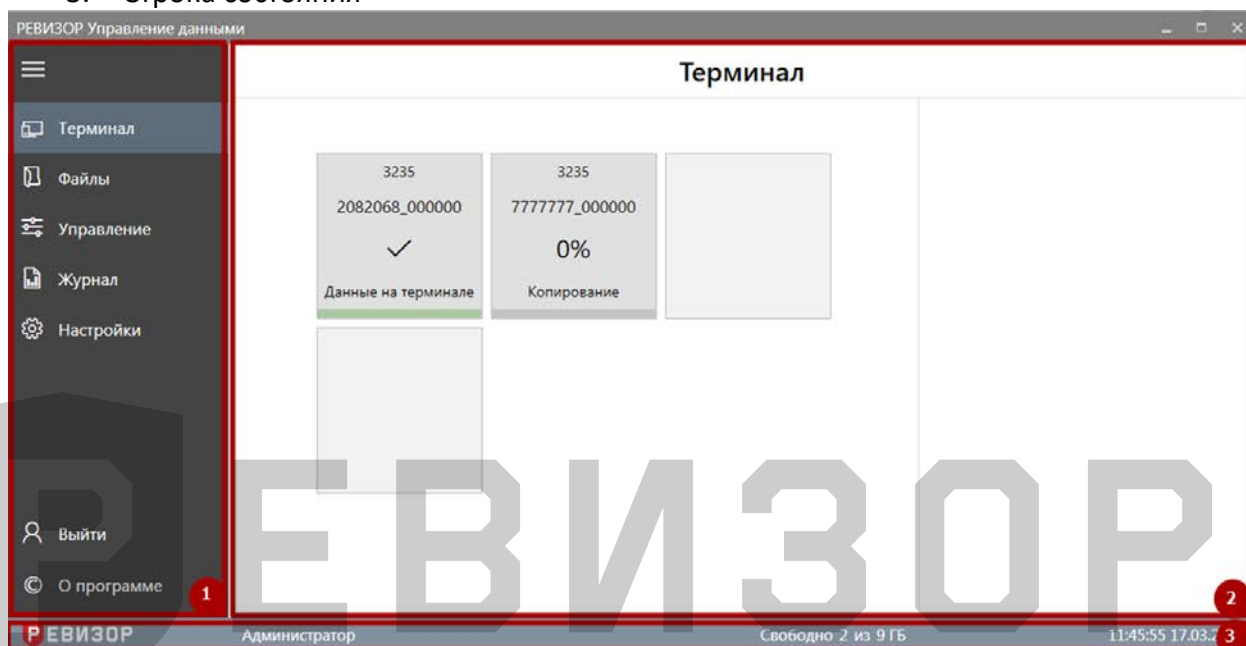 РЕВИЗОР Управление данными
Терминал
Терминал
Файлы
Управление
Журнал
Настройки
3235
2082068_000000
Данные на терминале
3235
7777777_000000
0%
Копирование
Выйти
© О программе
1
2
РЕВИЗОР
РЕВИЗОР
Администратор
Свободно 2 из 9 ГБ
11:45:55 17.03.
3